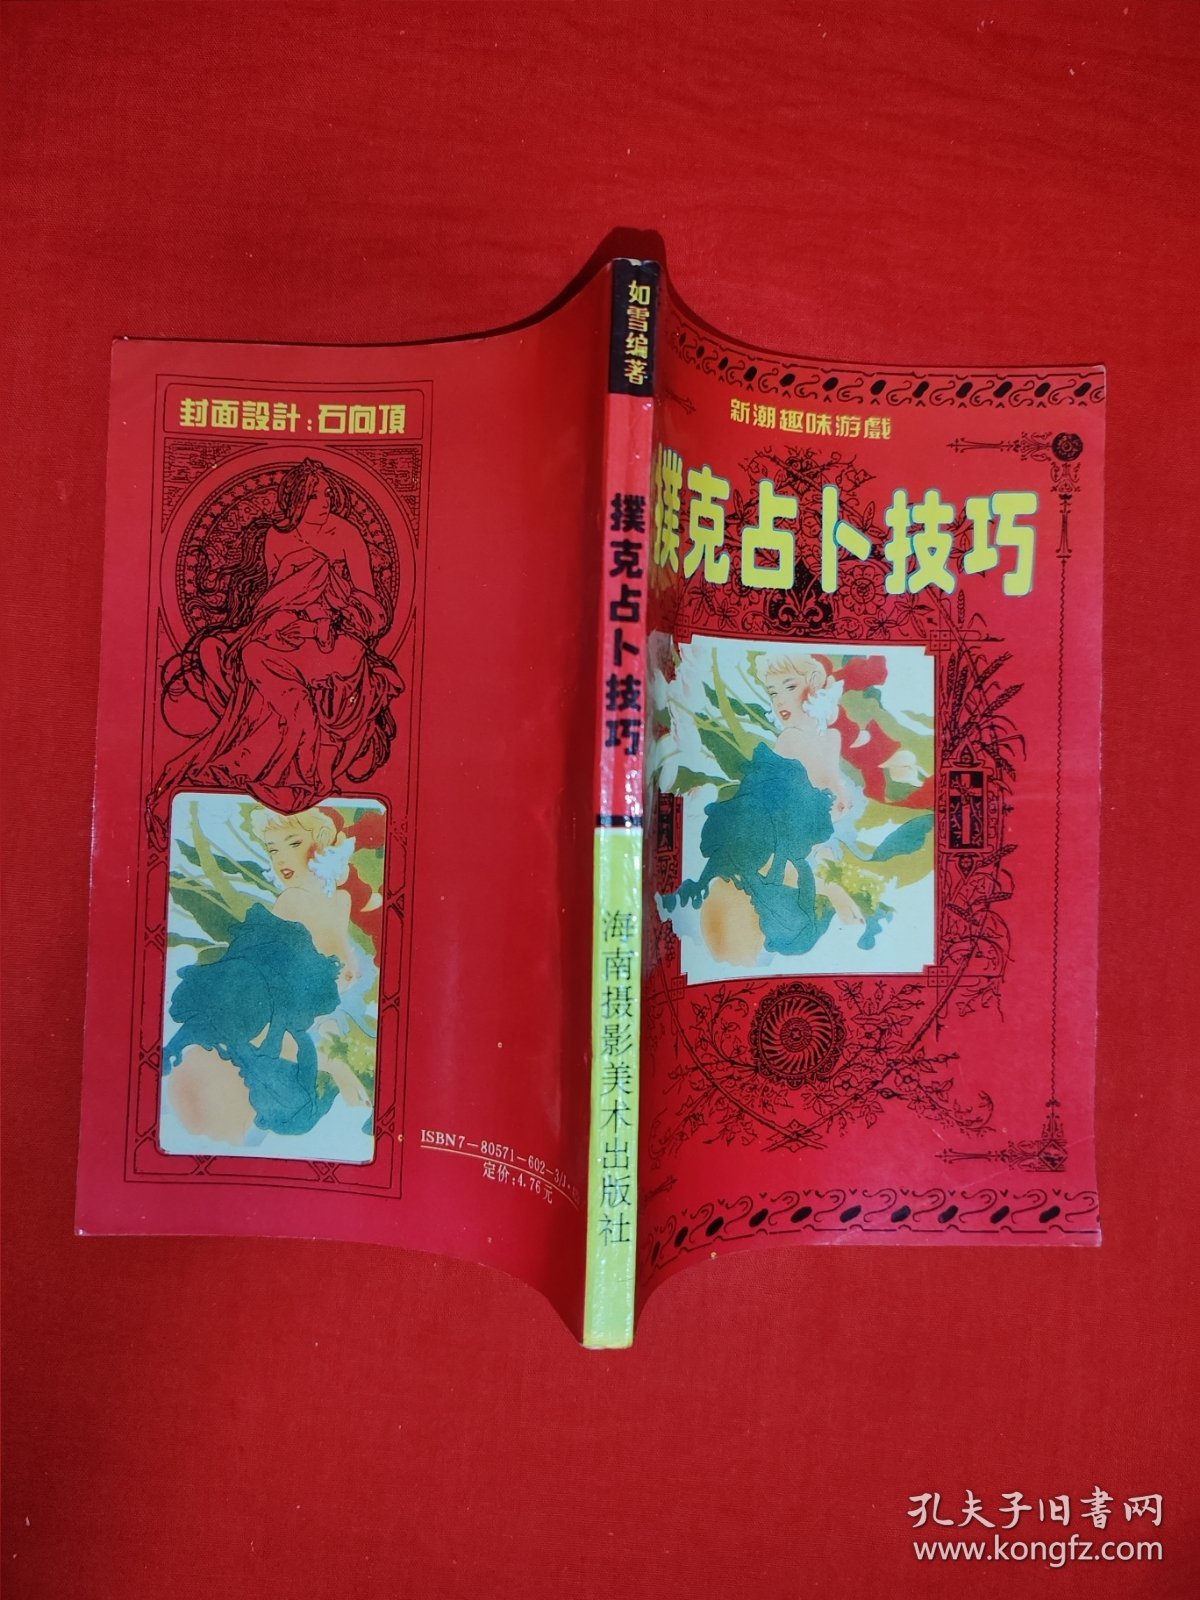 封面設計:石向頂
ISBN7-80571-602-3/J·
定价:4.76元
如雪编著
撲克占卜技巧
海南摄影美术出版社
新潮趣味游戲
撲克占卜技巧
孔夫子旧书网
www.kongfz.com